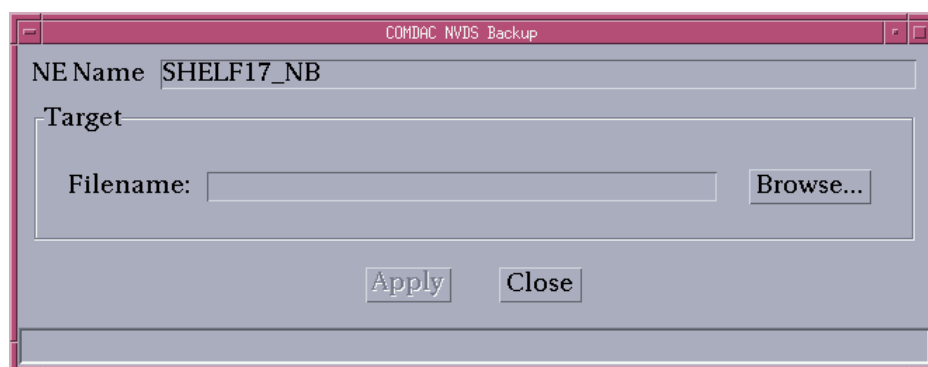 COMDAC NVDS Backup
NE Name SHELF17_NB
Target
Filename: Browse...
Apply Close